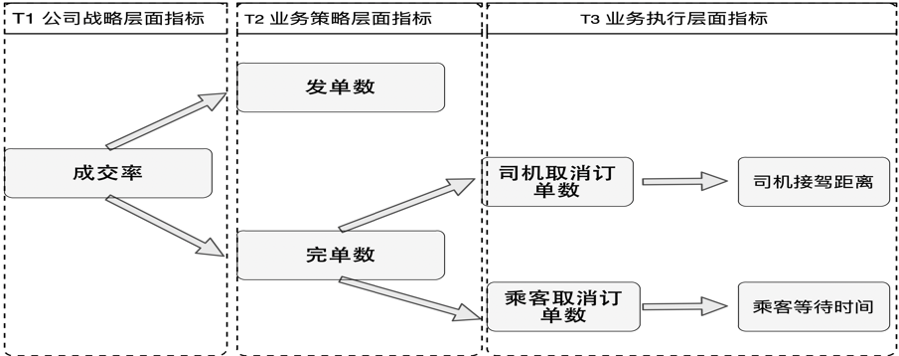 T1 公司战略层面指标
T2 业务策略层面指标
T3 业务执行层面指标
发单数
成交率
司机取消订
单数
司机接驾距离
完单数
乘客取消订
单数
乘客等待时间